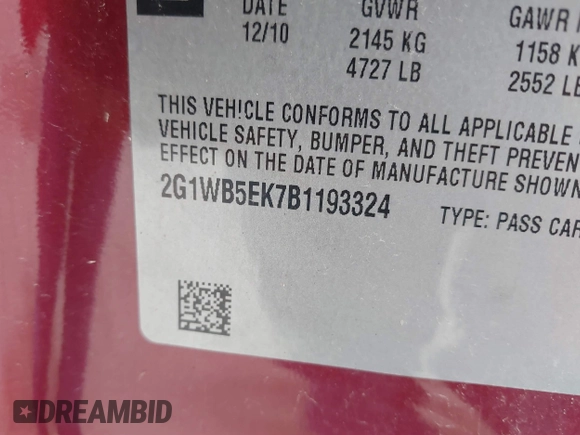 DATE GVWR GAWR
12/10 2145 KG 1158 K
4727 LB 2552 LB
THIS VEHICLE CONFORMS TO ALL APPLICABLE
VEHICLE SAFETY, BUMPER, AND THEFT PREVEN
EFFECT ON THE DATE OF MANUFACTURE SHOWN
2G1WB5EK7B1193324
TYPE: PASS CAR
DREAMBID